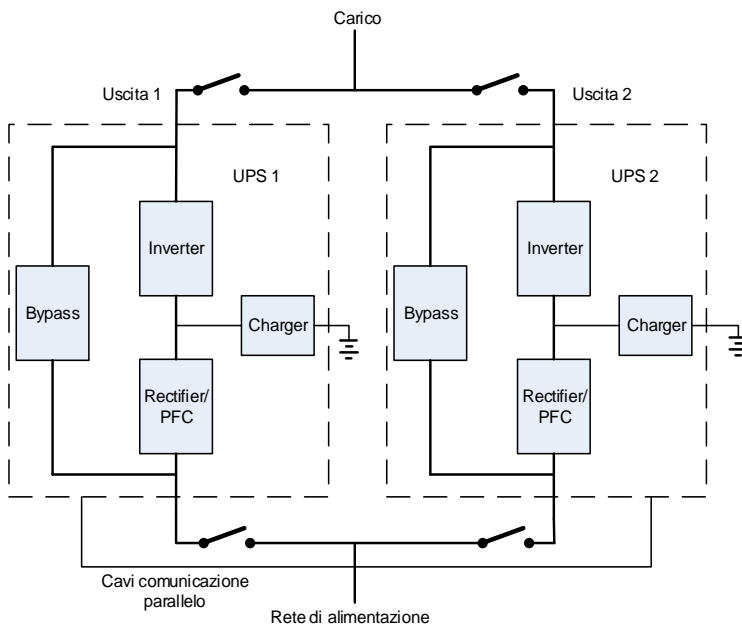 Carico
Uscita 1
Uscita 2
UPS 1
UPS 2
Inverter
Inverter
Bypass
Charger
Bypass
Charger
Rectifier/
PFC
Rectifier/
PFC
Cavi comunicazione
parallelo
Rete di alimentazione